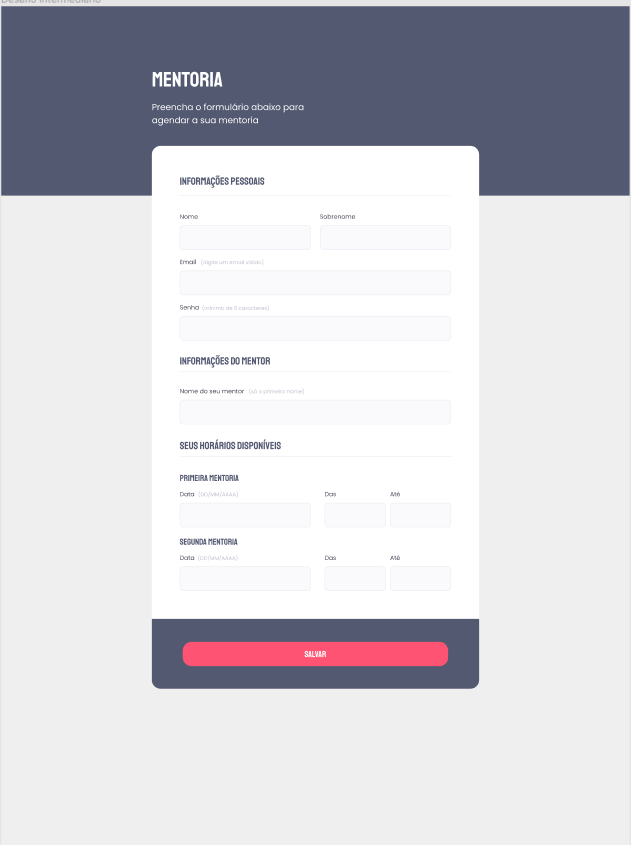 Desafio Intermediário
MENTORIA
Preencha o formulário abaixo para
agendar a sua mentoria
INFORMAÇÕES PESSOAIS
Nome Sobrename
Email (digite um email válido)
Senha (mínimo de 8 caracteres)
INFORMAÇÕES DO MENTOR
Nome do seu mentor (só o primeiro nome)
SEUS HORÁRIOS DISPONÍVEIS
PRIMEIRA MENTORIA
Data (DD/MM/AAAA) Das Até
SEGUNDA MENTORIA
Data (DD/MM/AAAA) Das Até
SALVAR